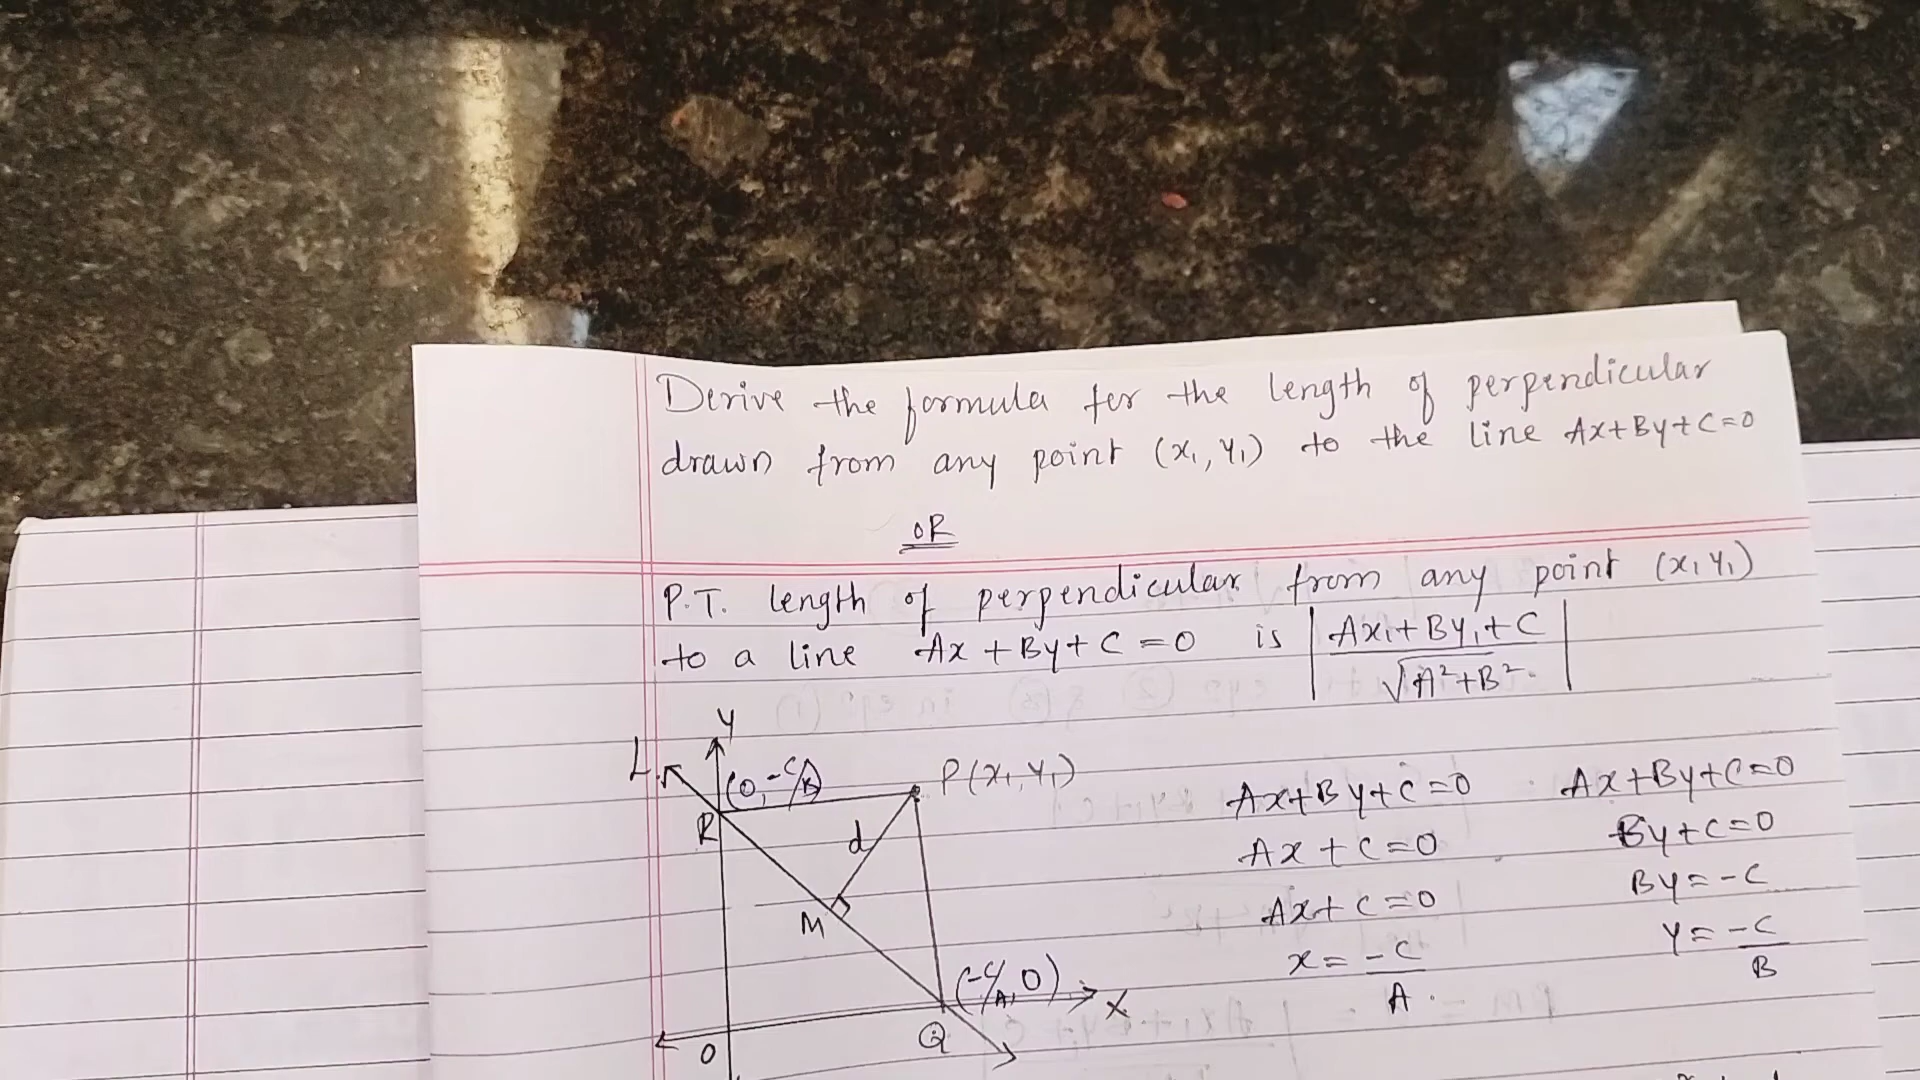 Derive the formula for the length of perpendicular
drawn from any point (x₁, y₁) to the line Ax+By+C=0
OR
P.T. length of perpendicular from any point (x₁ y₁)
to a line Ax + By + C = 0 is | Ax₁ + By₁ + C / √A²+B² |
L
Y
(0, -C/B)
P(x₁, y₁)
R
d
M
(-C/A, 0)
X
O
Q
Ax+By+C=0
Ax + C=0
Ax+ C=0
x = -C/A
Ax+By+C=0
By+C=0
By = -C
y = -C/B